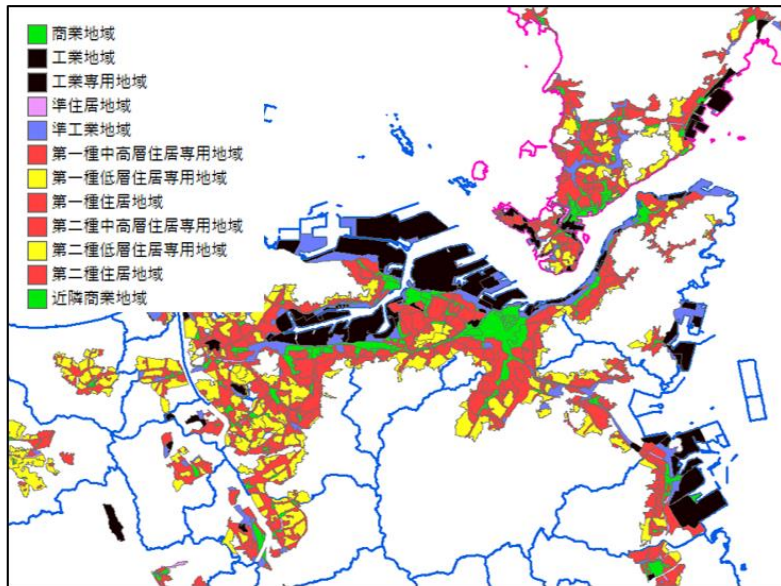 商業地域
工業地域
工業専用地域
準住居地域
準工業地域
第一種中高層住居専用地域
第一種低層住居専用地域
第一種住居地域
第二種中高層住居専用地域
第二種低層住居専用地域
第二種住居地域
近隣商業地域